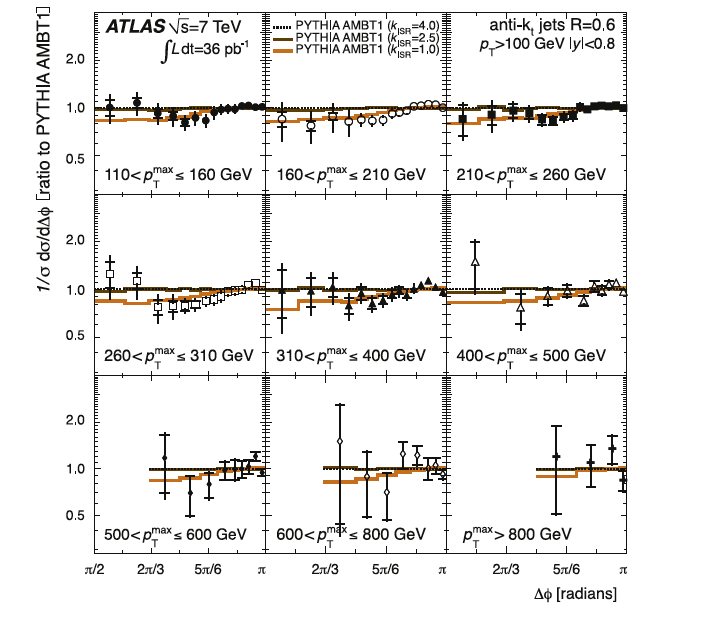 1/σ dσ/dΔϕ [ratio to PYTHIA AMBT1]
ATLAS √s=7 TeV
∫Ldt=36 pb⁻¹
PYTHIA AMBT1 (k_ISR=4.0)
PYTHIA AMBT1 (k_ISR=2.5)
PYTHIA AMBT1 (k_ISR=1.0)
anti-k_t jets R=0.6
p_T>100 GeV |y|<0.8
2.0
1.0
0.5
110<p_T^max≤ 160 GeV
160<p_T^max≤ 210 GeV
210<p_T^max≤ 260 GeV
2.0
1.0
0.5
260<p_T^max≤ 310 GeV
310<p_T^max≤ 400 GeV
400<p_T^max≤ 500 GeV
2.0
1.0
0.5
500<p_T^max≤ 600 GeV
600<p_T^max≤ 800 GeV
p_T^max> 800 GeV
π/2 2π/3 5π/6 π 2π/3 5π/6 π 2π/3 5π/6 π
Δϕ [radians]